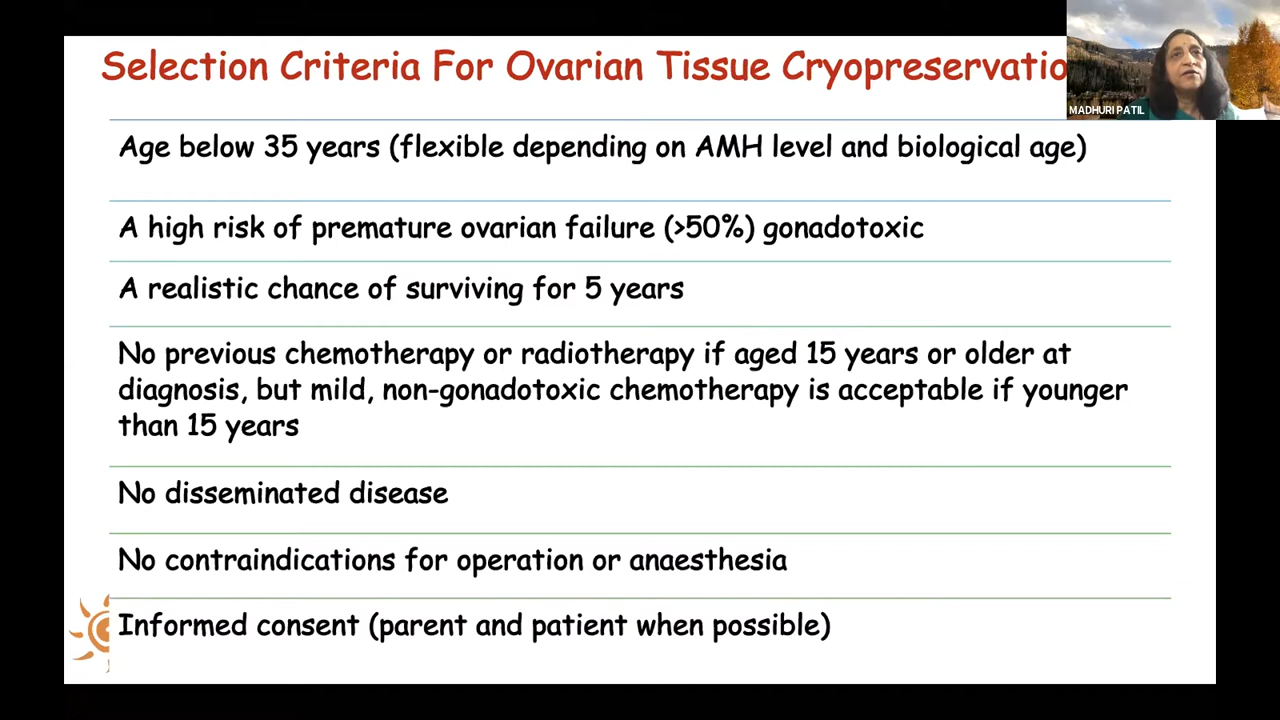 Selection Criteria For Ovarian Tissue Cryopreservatio
MADHURI PATIL
Age below 35 years (flexible depending on AMH level and biological age)
A high risk of premature ovarian failure (>50%) gonadotoxic
A realistic chance of surviving for 5 years
No previous chemotherapy or radiotherapy if aged 15 years or older at
diagnosis, but mild, non-gonadotoxic chemotherapy is acceptable if younger
than 15 years
No disseminated disease
No contraindications for operation or anaesthesia
Informed consent (parent and patient when possible)